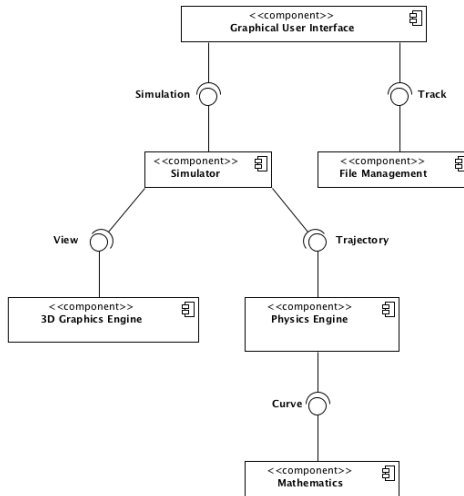 <<component>>
Graphical User Interface
Simulation
Track
<<component>>
Simulator
<<component>>
File Management
View
Trajectory
<<component>>
3D Graphics Engine
<<component>>
Physics Engine
Curve
<<component>>
Mathematics